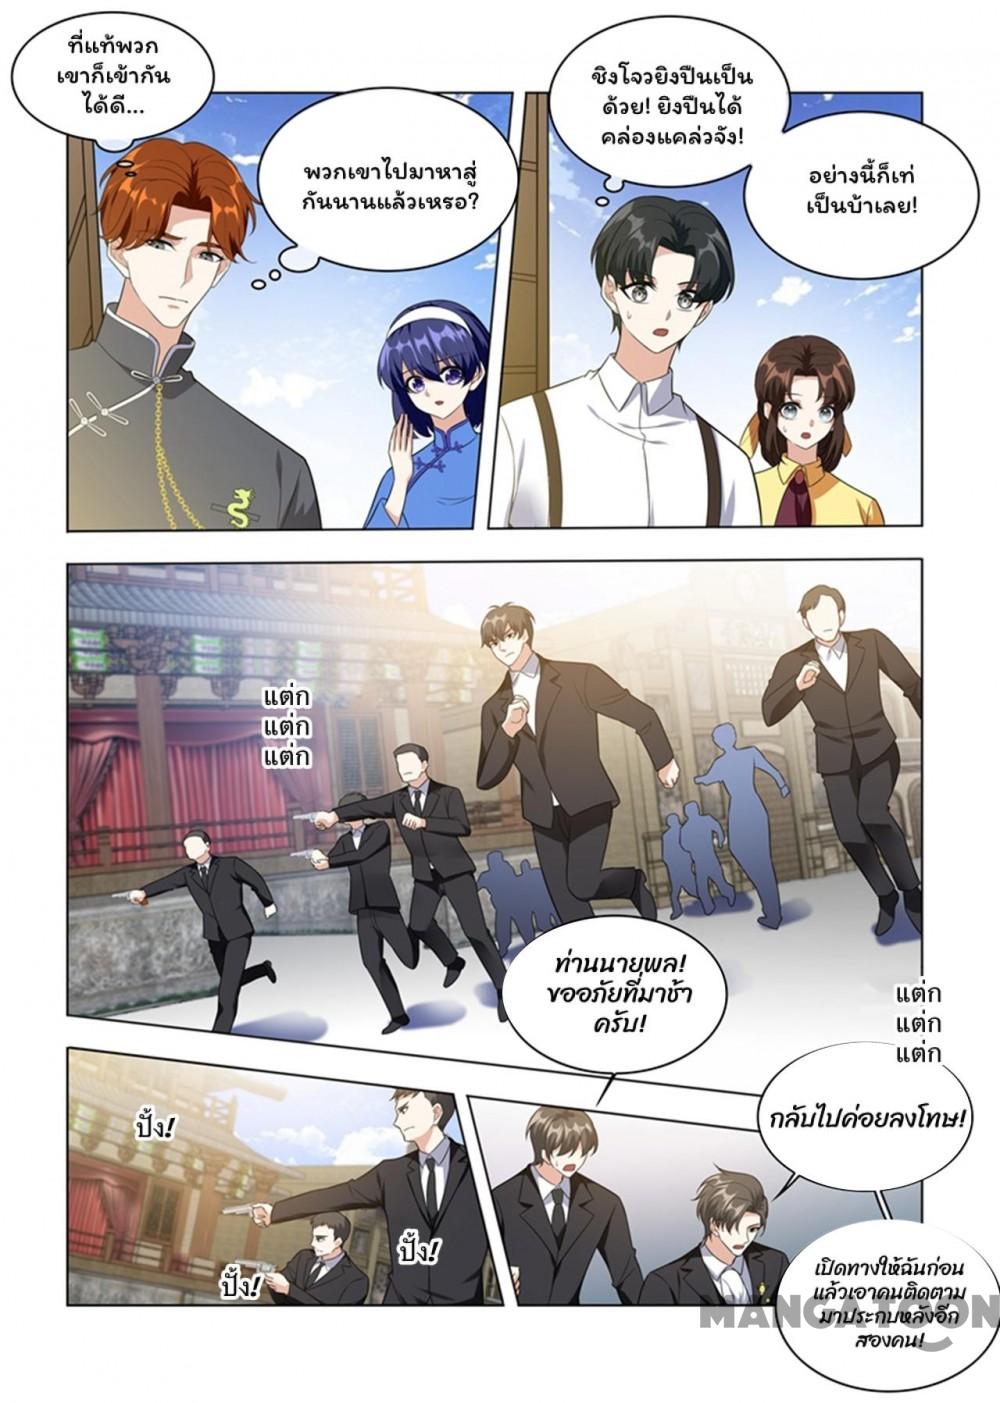 ที่แท้พวก
เขาก็เข้ากัน
ได้ดี...
พวกเขาไปมาหาสู่
กันนานแล้วเหรอ?
ชิงโจวยิงปืนเป็น
ด้วย! ยิงปืนได้
คล่องแคล่วจัง!
อย่างนี้ก็เท่
เป็นบ้าเลย!
แต่ก
แต่ก
แต่ก
ท่านนายพล!
ขออภัยที่มาช้า
ครับ!
แต่ก
แต่ก
แต่ก
กลับไปค่อยลงโทษ!
ปั้ง!
ปั้ง!
ปั้ง!
เปิดทางให้ฉันก่อน
แล้วเอาคนติดตาม
มาประกบหลังอีก
สองคน!
MANGATOON